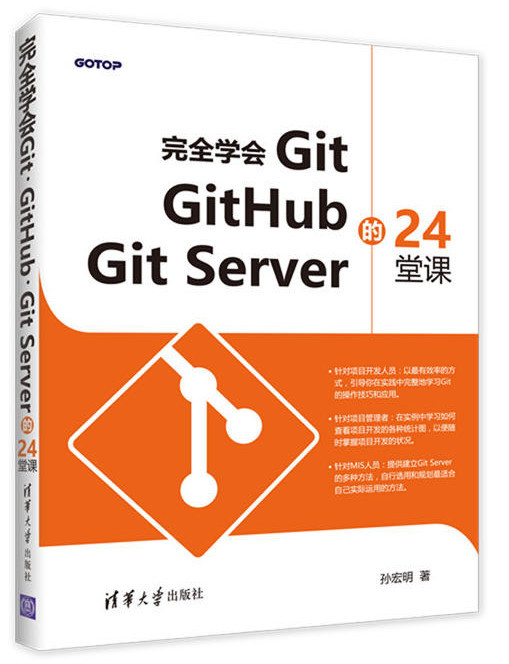 GOTOP
完全学会 Git
GitHub
Git Server
的
24
堂课
• 针对项目开发人员：以最有效率的方
式，引导你在实践中完整地学习Git
的操作技巧和应用。
• 针对项目管理者：在实例中学习如何
查看项目开发的各种统计图，以便随
时掌握项目开发的状况。
• 针对MIS人员：提供建立Git Server
的多种方法，自行选用和规划最适合
自己实际运用的方法。
孙宏明 著
清华大学出版社
完全学会Git·GitHub·Git Server的24堂课
清华大学出版社